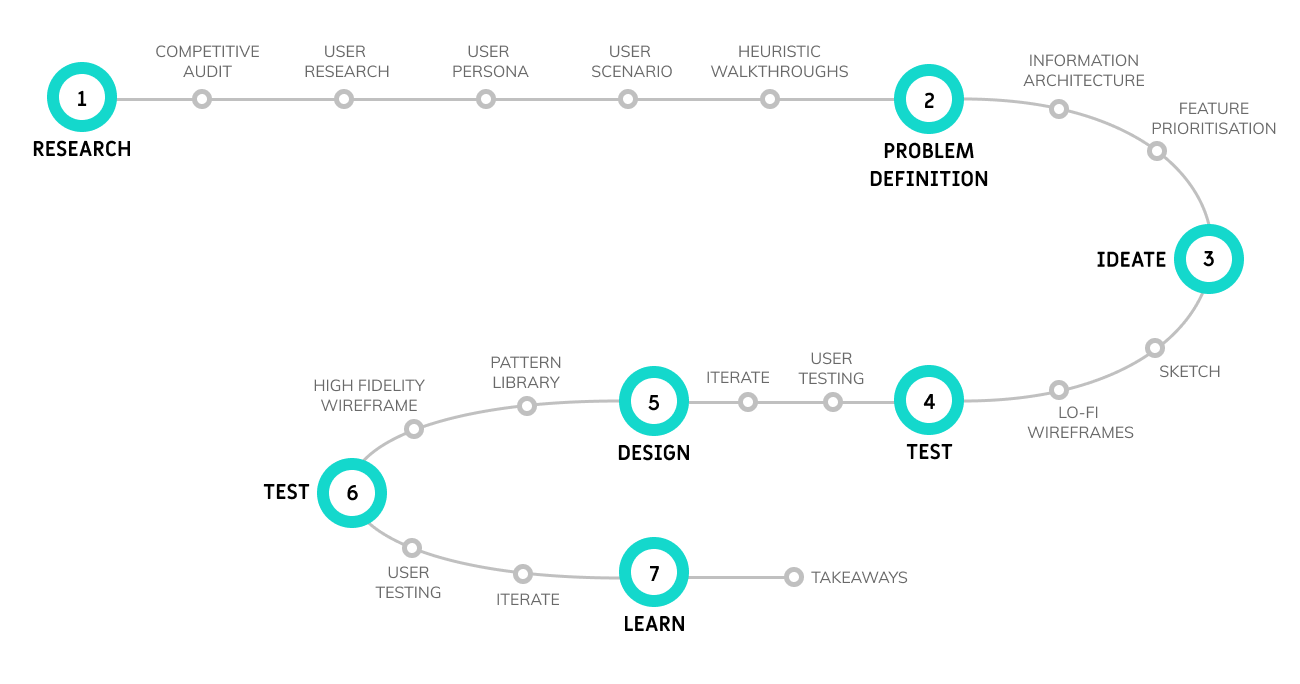 1
RESEARCH
COMPETITIVE
AUDIT
USER
RESEARCH
USER
PERSONA
USER
SCENARIO
HEURISTIC
WALKTHROUGHS
2
PROBLEM
DEFINITION
INFORMATION
ARCHITECTURE
FEATURE
PRIORITISATION
IDEATE
3
SKETCH
LO-FI
WIREFRAMES
4
TEST
USER
TESTING
ITERATE
5
DESIGN
PATTERN
LIBRARY
HIGH FIDELITY
WIREFRAME
TEST
6
USER
TESTING
ITERATE
7
LEARN
TAKEAWAYS